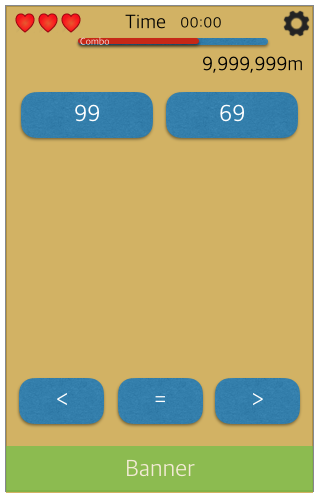 Time 00:00
Combo
9,999,999m
99 69
< = >
Banner